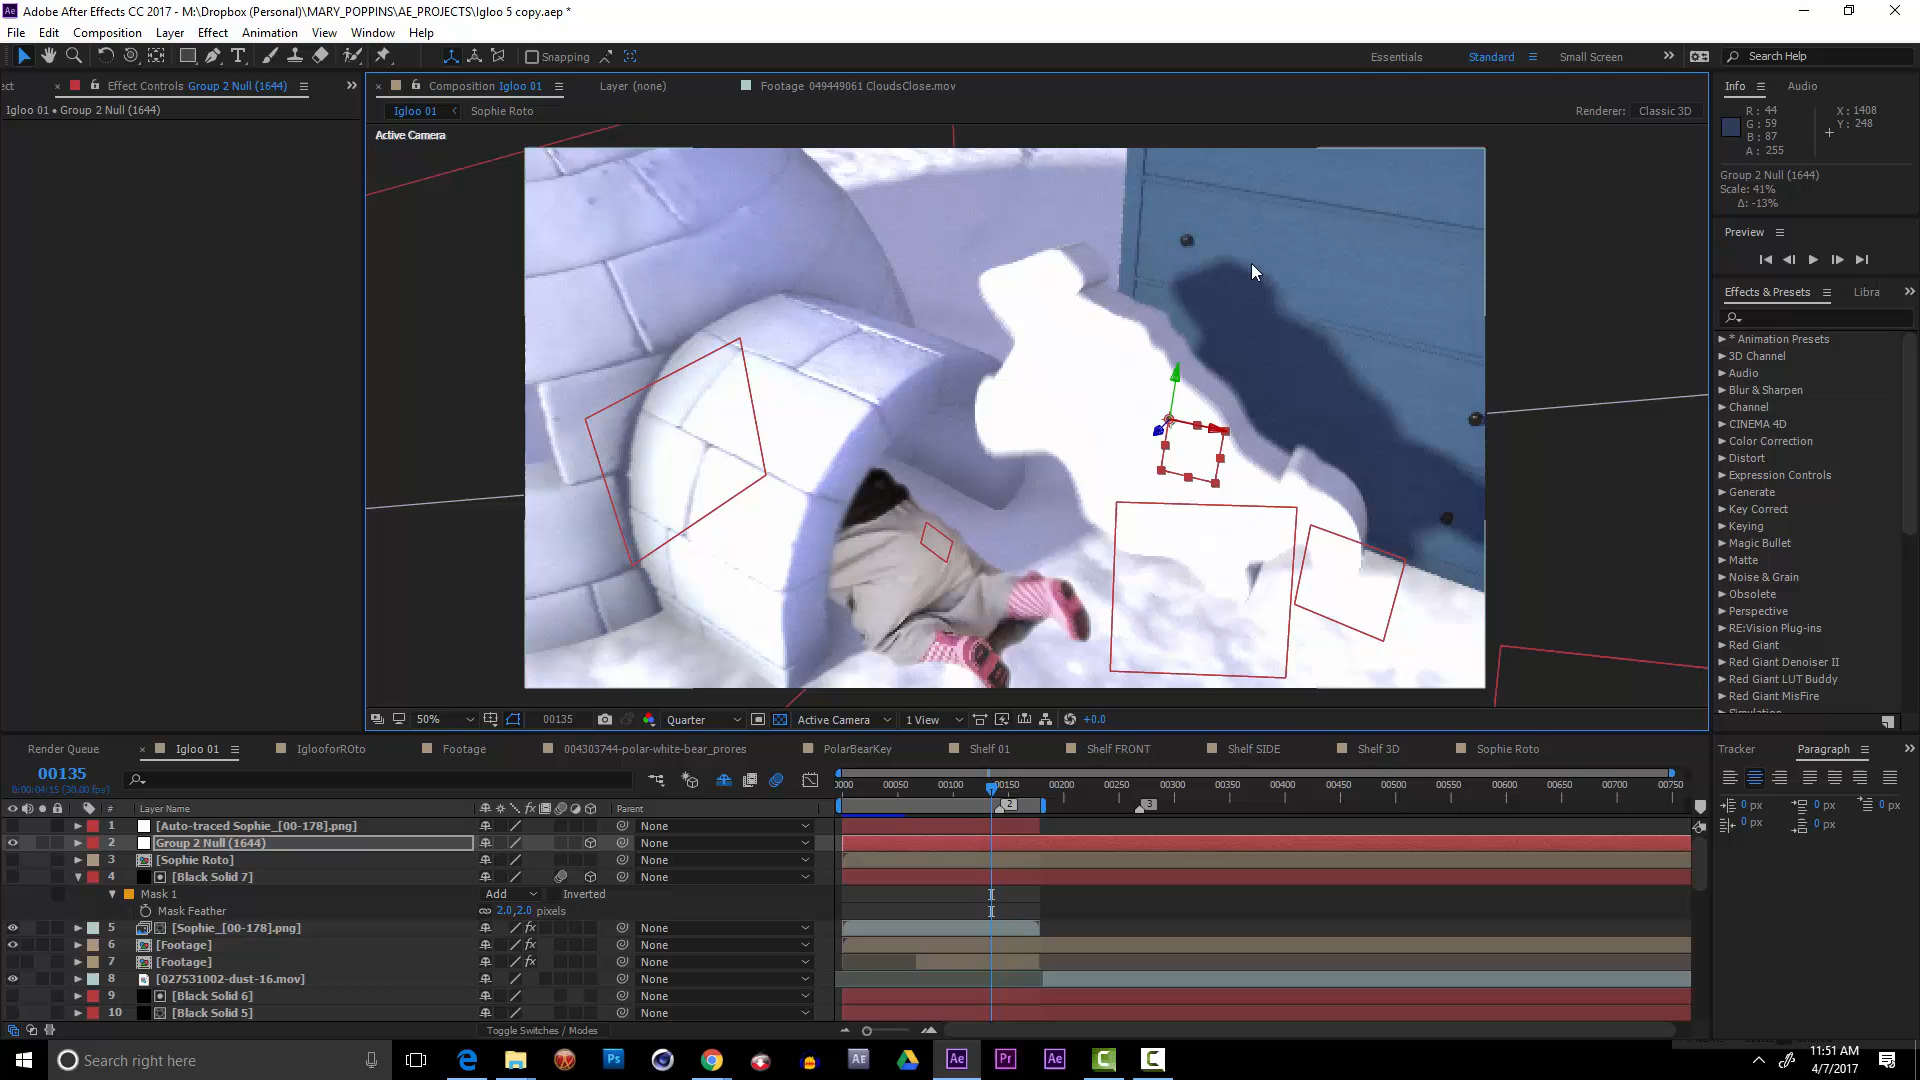 Adobe After Effects CC 2017 - M:\Dropbox (Personal)\MARY_POPPINS\AE_PROJECTS\Igloo 5 copy.aep *
File Edit Composition Layer Effect Animation View Window Help
Snapping
Essentials Standard Small Screen Search Help
Effect Controls Group 2 Null (1644)
Igloo 01 • Group 2 Null (1644)
Composition Igloo 01 Layer (none) Footage 049449061 CloudsClose.mov
Igloo 01 Sophie Roto
Renderer: Classic 3D
Active Camera
Info Audio
R : 44
G : 59
B : 87
A : 255
X : 1408
Y : 248
Group 2 Null (1644)
Scale: 41%
Δ: -13%
Preview
Effects & Presets Libra
* Animation Presets
3D Channel
Audio
Blur & Sharpen
Channel
CINEMA 4D
Color Correction
Distort
Expression Controls
Generate
Key Correct
Keying
Magic Bullet
Matte
Noise & Grain
Obsolete
Perspective
RE:Vision Plug-ins
Red Giant
Red Giant Denoiser II
Red Giant LUT Buddy
Red Giant MisFire
Simulation
50% 00135 Quarter Active Camera 1 View +0.0
Render Queue Igloo 01 IglooforROto Footage 004303744-polar-white-bear_prores PolarBearKey Shelf 01 Shelf FRONT Shelf SIDE Shelf 3D Sophie Roto
Tracker Paragraph
00135
0:00:04:15 (30.00 fps)
0000 00050 00100 00150 00200 00250 00300 00350 00400 00450 00500 00550 00600 00650 00700 00750
2 3
0 px 0 px 0 px
0 px 0 px
# Layer Name Parent
1 [Auto-traced Sophie_[00-178].png] None
2 Group 2 Null (1644) None
3 [Sophie Roto] None
4 [Black Solid 7] None
Mask 1 Add Inverted
Mask Feather 2.0,2.0 pixels
5 [Sophie_[00-178].png] None
6 [Footage] None
7 [Footage] None
8 [027531002-dust-16.mov] None
9 [Black Solid 6] None
10 [Black Solid 5] None
Toggle Switches / Modes
Search right here
11:51 AM
4/7/2017